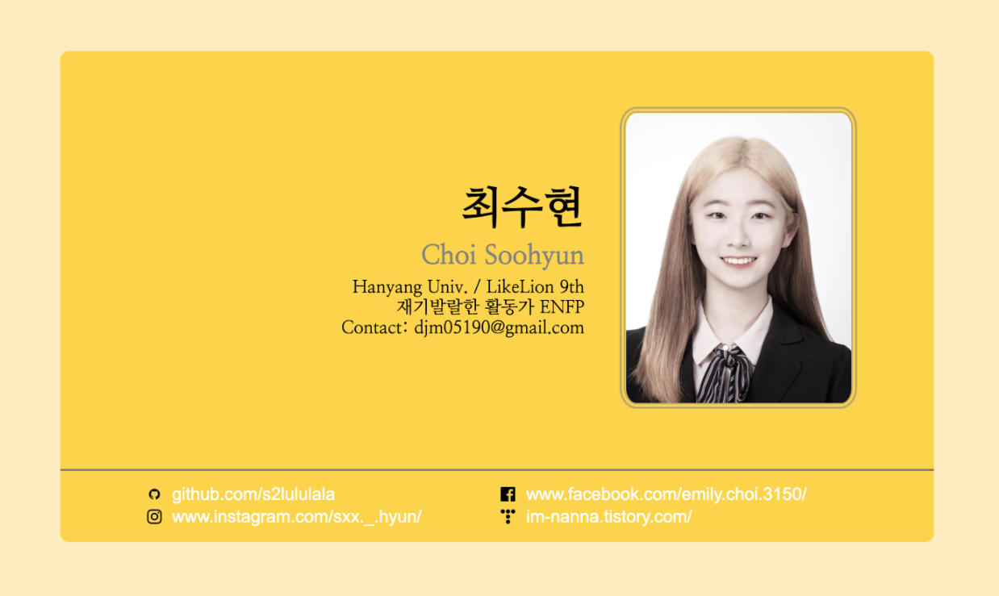 최수현
Choi Soohyun
Hanyang Univ. / LikeLion 9th
재기발랄한 활동가 ENFP
Contact: djm05190@gmail.com
github.com/s2lululala
www.facebook.com/emily.choi.3150/
www.instagram.com/sxx._.hyun/
im-nanna.tistory.com/